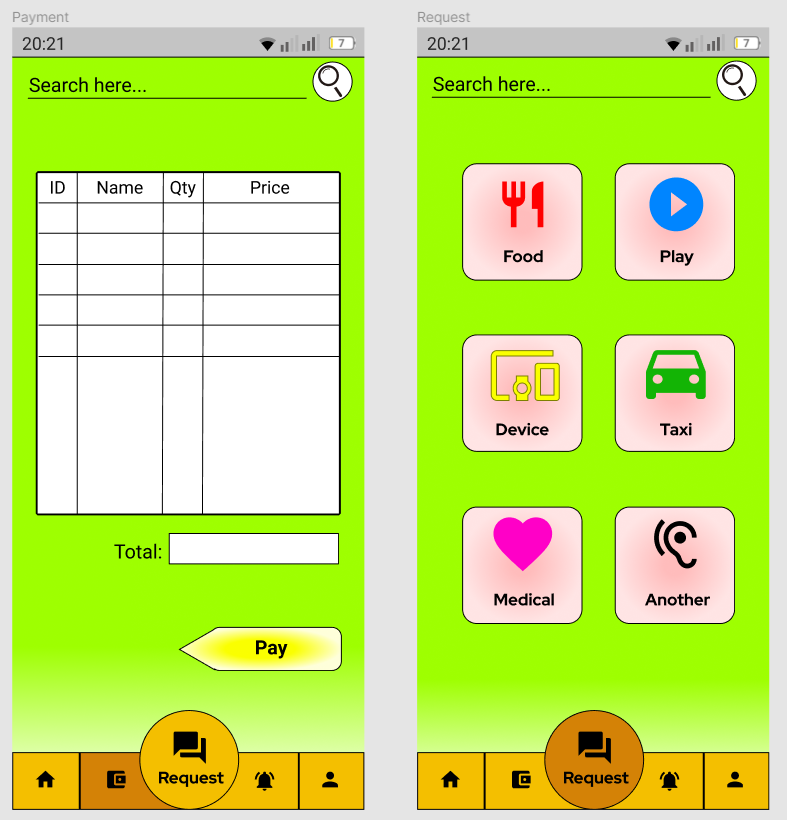 Payment
20:21
7
Search here...
ID Name Qty Price
Total:
Pay
Request
Request
20:21
7
Search here...
Food Play
Device Taxi
Medical Another
Request